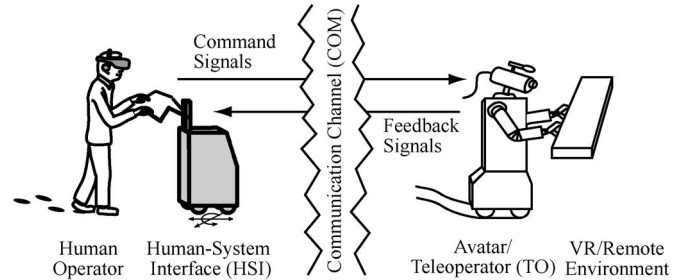 Command
Signals
Communication Channel (COM)
Feedback
Signals
Human
Operator
Human-System
Interface (HSI)
Avatar/
Teleoperator (TO)
VR/Remote
Environment